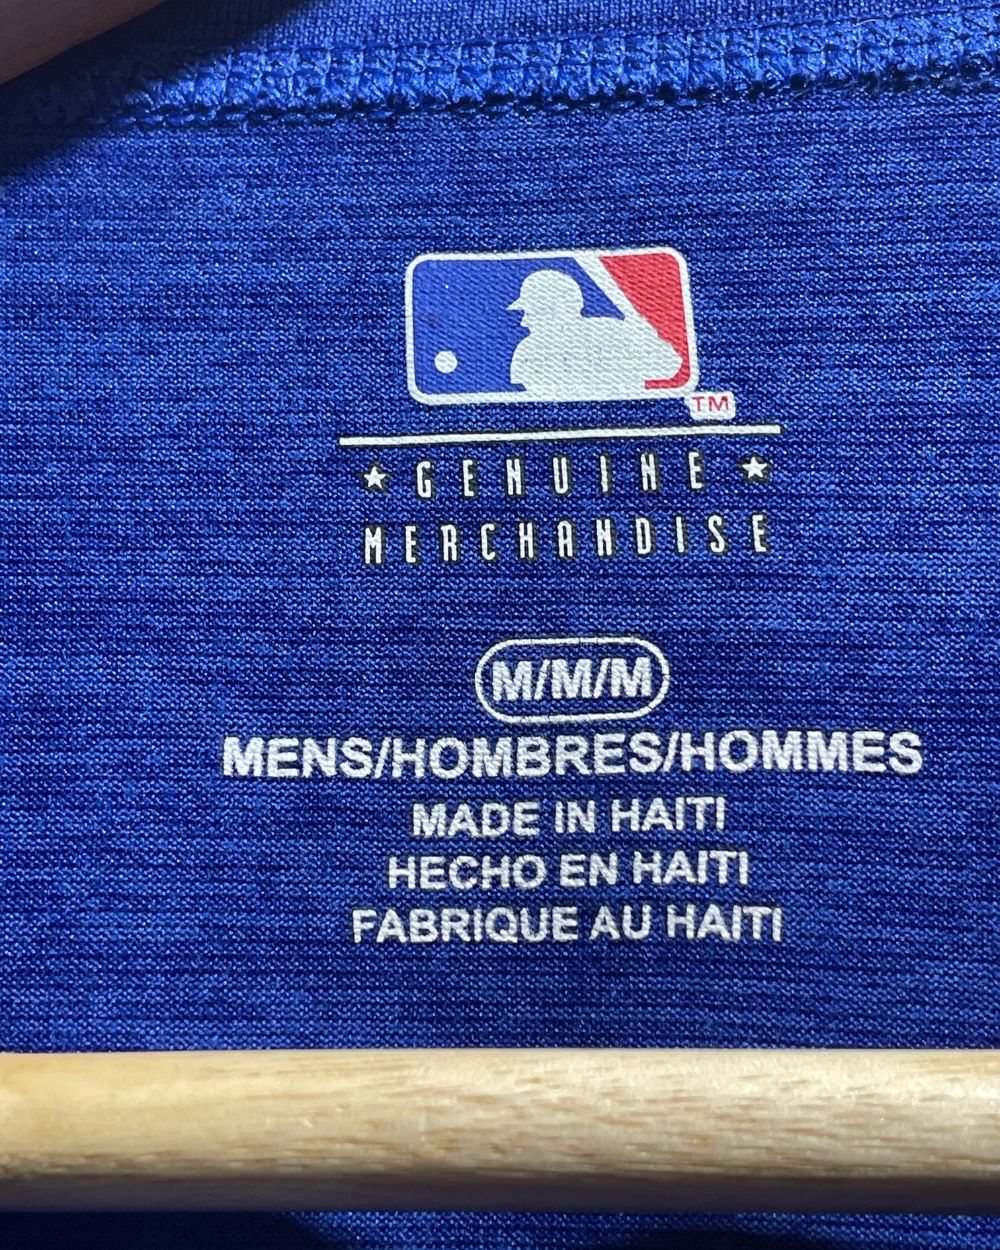 TM
★ GENUINE ★
MERCHANDISE
M/M/M
MENS/HOMBRES/HOMMES
MADE IN HAITI
HECHO EN HAITI
FABRIQUE AU HAITI